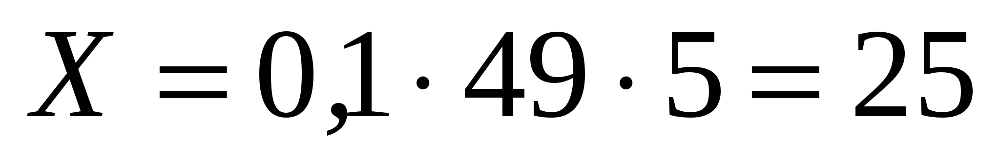 X = 0,1 · 49 · 5 = 25